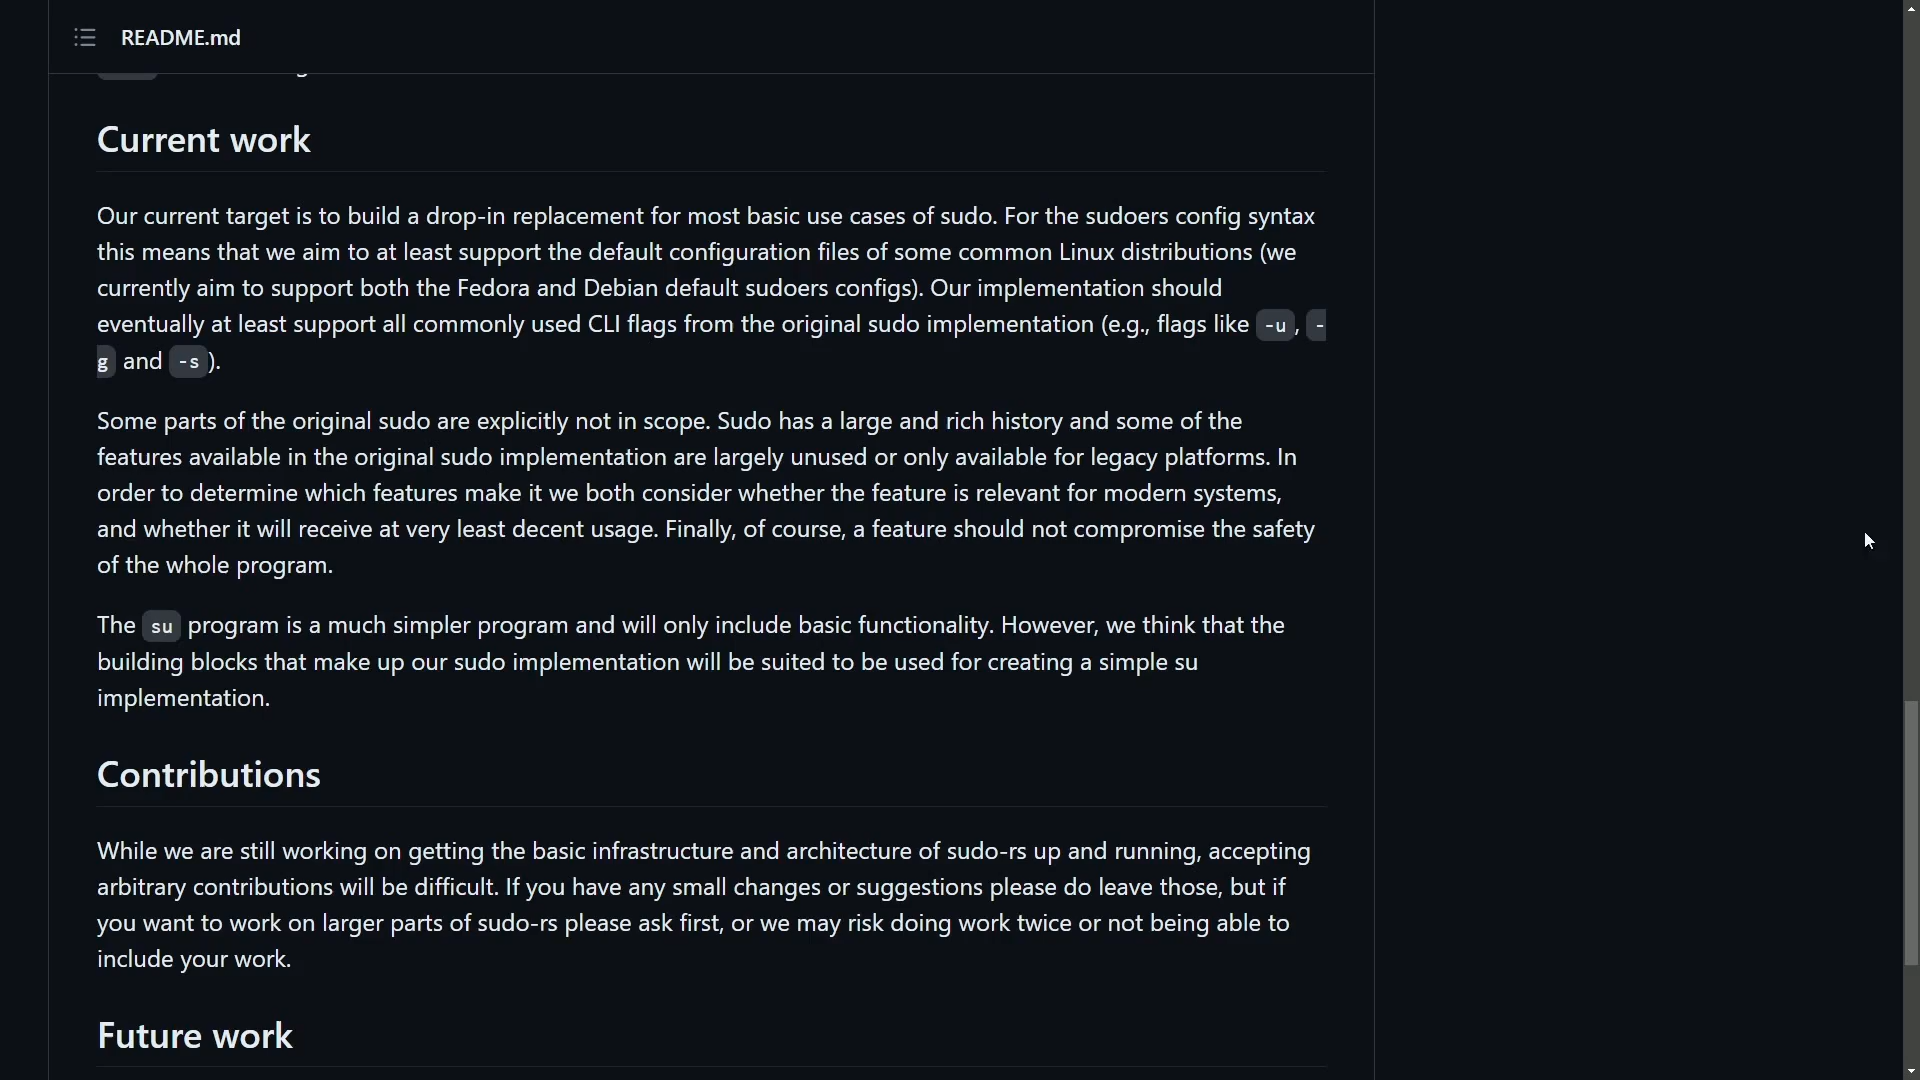 README.md
Current work
Our current target is to build a drop-in replacement for most basic use cases of sudo. For the sudoers config syntax
this means that we aim to at least support the default configuration files of some common Linux distributions (we
currently aim to support both the Fedora and Debian default sudoers configs). Our implementation should
eventually at least support all commonly used CLI flags from the original sudo implementation (e.g., flags like -u, -
g and -s).
Some parts of the original sudo are explicitly not in scope. Sudo has a large and rich history and some of the
features available in the original sudo implementation are largely unused or only available for legacy platforms. In
order to determine which features make it we both consider whether the feature is relevant for modern systems,
and whether it will receive at very least decent usage. Finally, of course, a feature should not compromise the safety
of the whole program.
The su program is a much simpler program and will only include basic functionality. However, we think that the
building blocks that make up our sudo implementation will be suited to be used for creating a simple su
implementation.
Contributions
While we are still working on getting the basic infrastructure and architecture of sudo-rs up and running, accepting
arbitrary contributions will be difficult. If you have any small changes or suggestions please do leave those, but if
you want to work on larger parts of sudo-rs please ask first, or we may risk doing work twice or not being able to
include your work.
Future work